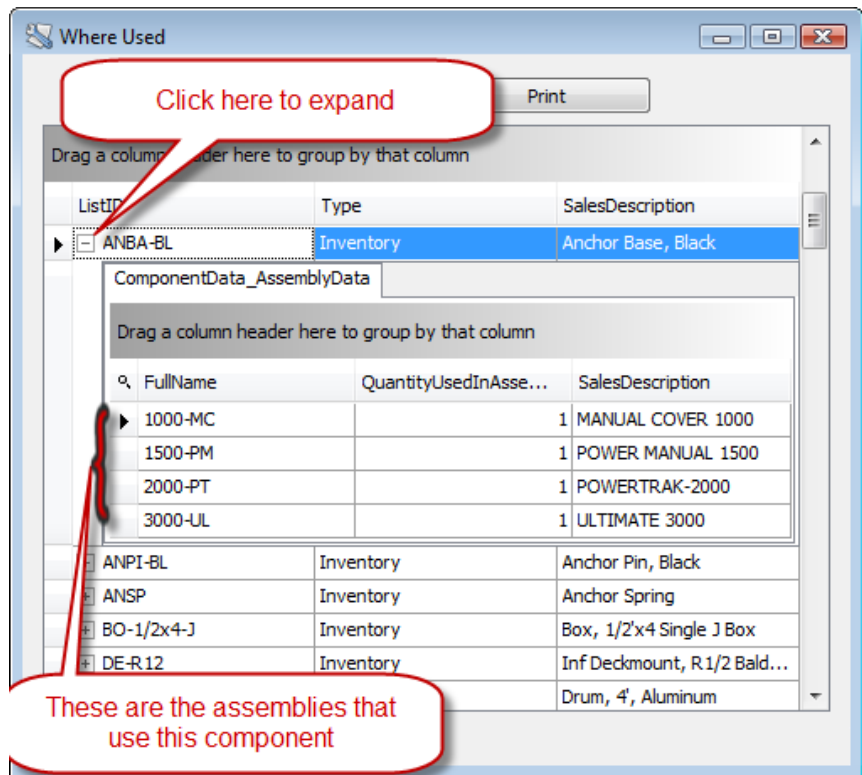 Where Used
Click here to expand
Print
Drag a column header here to group by that column
ListID Type SalesDescription
ANBA-BL Inventory Anchor Base, Black
ComponentData_AssemblyData
Drag a column header here to group by that column
FullName QuantityUsedInAsse... SalesDescription
1000-MC 1 MANUAL COVER 1000
1500-PM 1 POWER MANUAL 1500
2000-PT 1 POWERTRAK-2000
3000-UL 1 ULTIMATE 3000
ANPI-BL Inventory Anchor Pin, Black
ANSP Inventory Anchor Spring
BO-1/2x4-J Inventory Box, 1/2'x4 Single J Box
DE-R12 Inventory Inf Deckmount, R1/2 Bald...
Drum, 4', Aluminum
These are the assemblies that
use this component